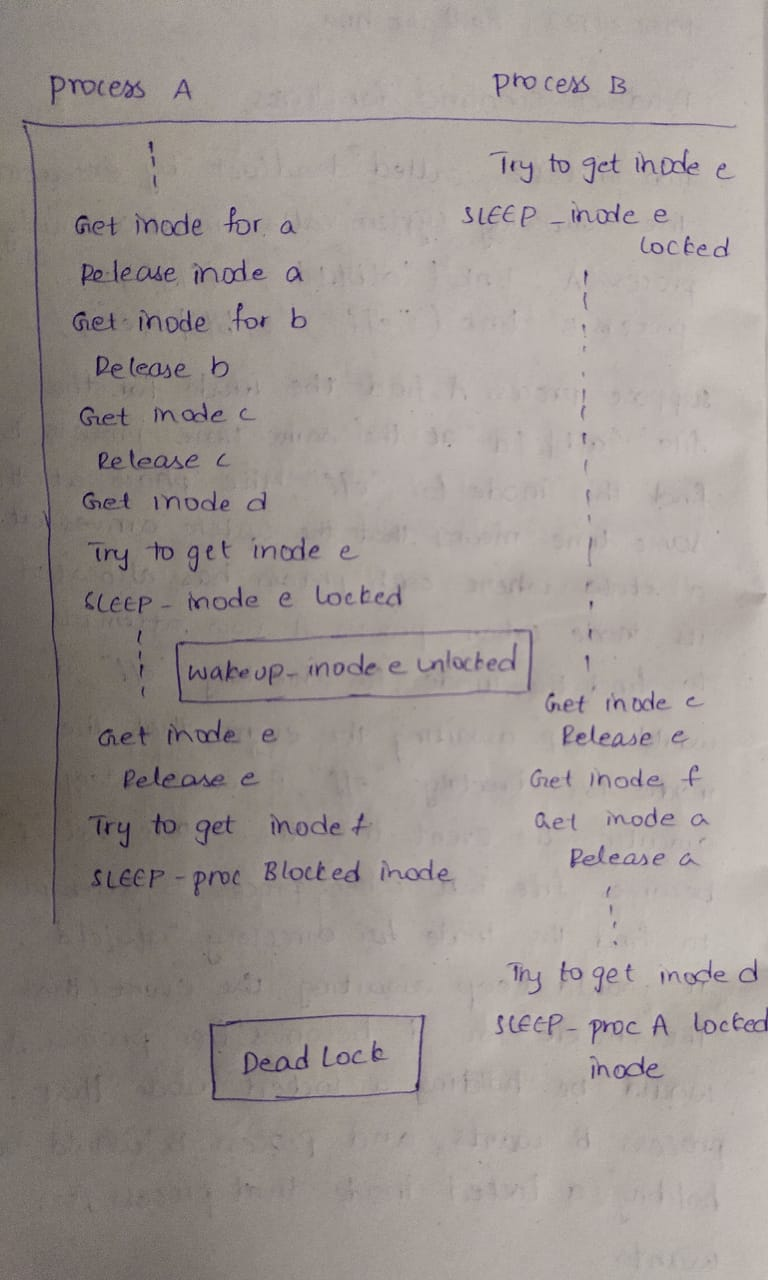 process A
process B
Get inode for a
Release inode a
Get inode for b
Release b
Get inode c
Release c
Get inode d
Try to get inode e
SLEEP - inode e locked
Try to get inode e
SLEEP - inode e
locked
wakeup - inode e unlocked
Get inode e
Release e
Try to get inode f
SLEEP - proc Blocked inode
Get inode c
Release e
Get inode f
Get inode a
Release a
Try to get inode d
SLEEP - proc A locked
inode
Dead Lock